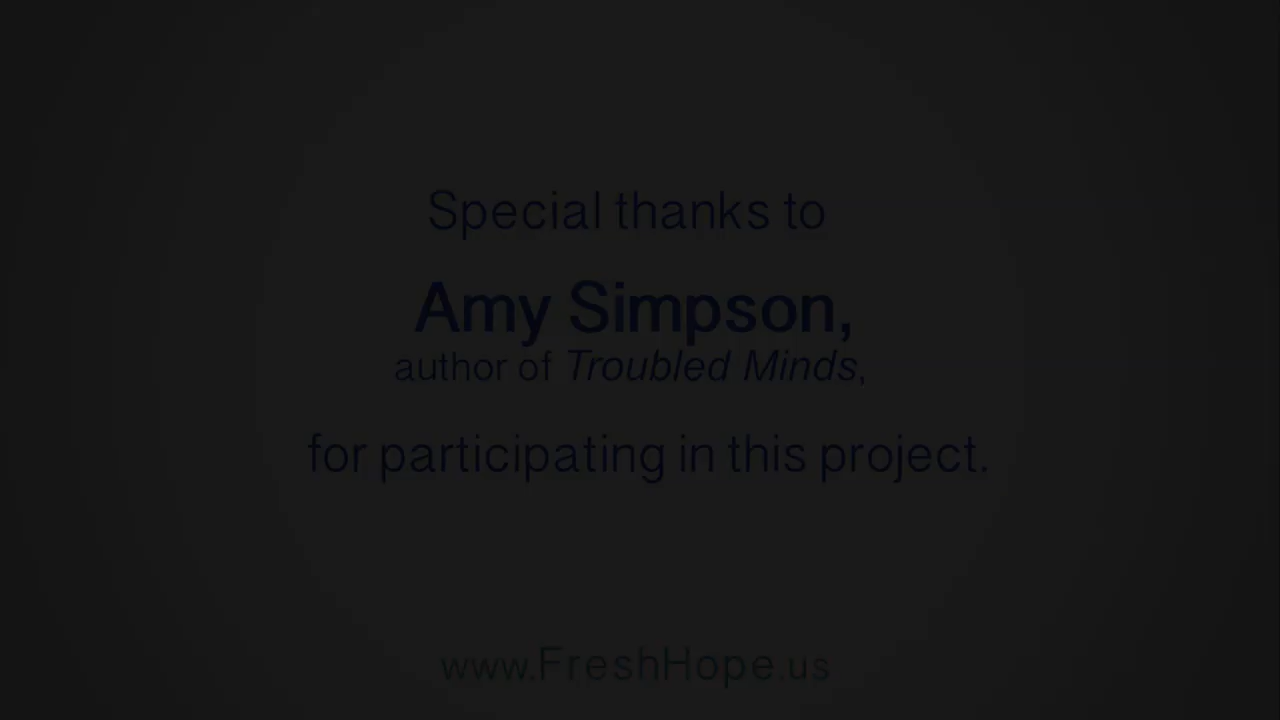 Special thanks to
Amy Simpson,
author of Troubled Minds,
for participating in this project.
www.FreshHope.us